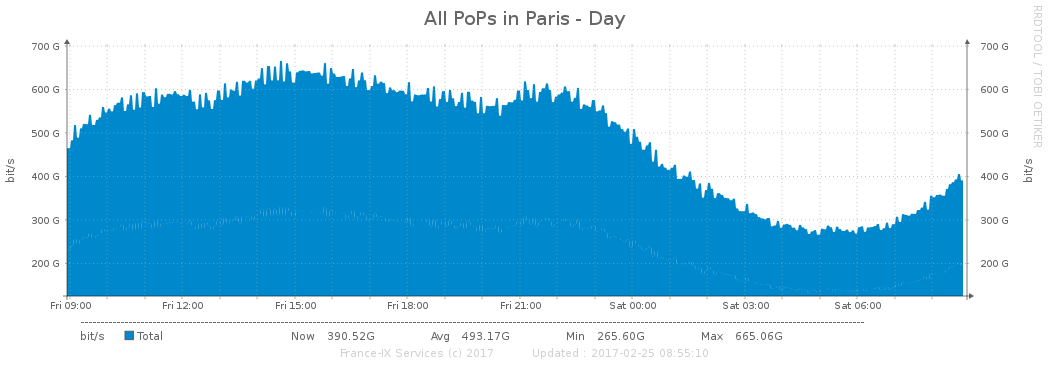 All PoPs in Paris - Day
RRDTOOL / TOBI OETIKER
700 G 700 G
600 G 600 G
500 G 500 G
400 G 400 G
300 G 300 G
200 G 200 G
bit/s
bit/s
Fri 09:00 Fri 12:00 Fri 15:00 Fri 18:00 Fri 21:00 Sat 00:00 Sat 03:00 Sat 06:00
bit/s Total Now 390.52G Avg 493.17G Min 265.60G Max 665.06G
France-IX Services (c) 2017 Updated : 2017-02-25 08:55:10